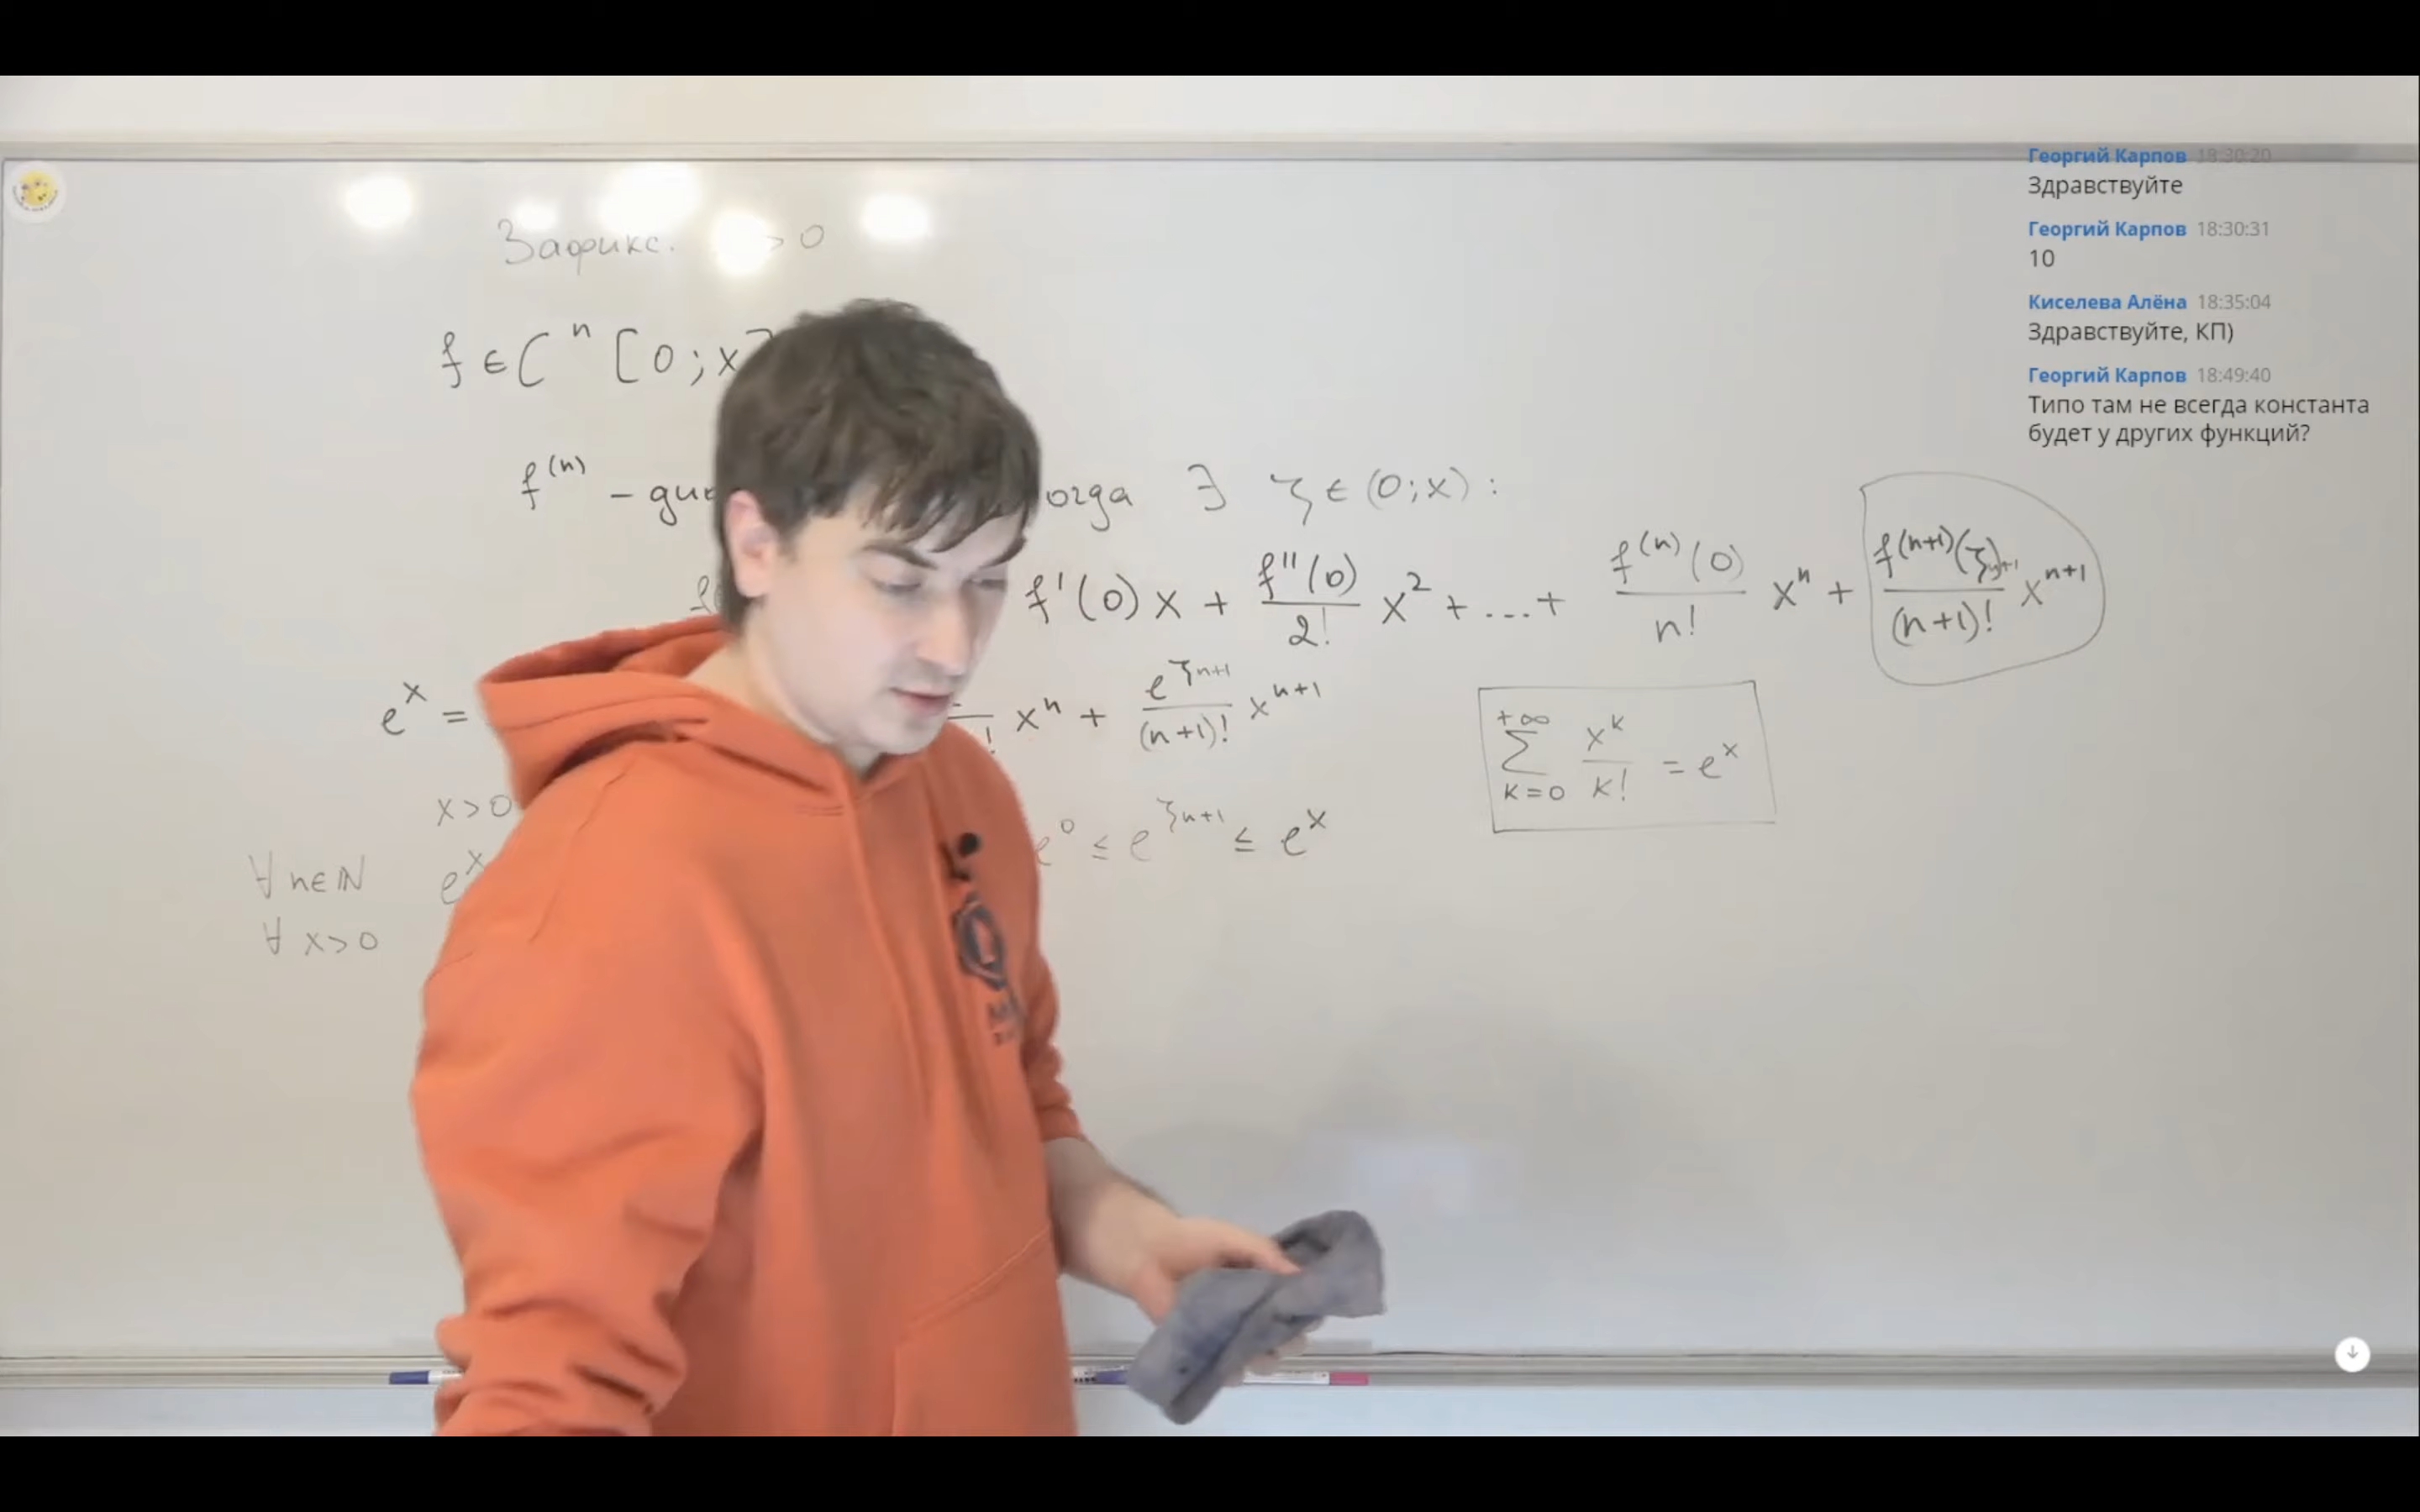 Зафикс. > 0
f ∈ C^n [0; x]
f^(n) – ∃ ζ ∈ (0; x) :
f'(0) x + f''(0)/2! x^2 + ... + f^(n)(0)/n! x^n + f^(n+1)(ζ_n+1)/(n+1)! x^(n+1)
e^x = ! x^n + e^(ζ_n+1)/(n+1)! x^(n+1)
+∞ ∑ k=0 x^k/k! = e^x
x > 0
e^0 ≤ e^(ζ_n+1) ≤ e^x
∀ n ∈ ℕ e^x
∀ x > 0
Георгий Карпов 18:30:20
Здравствуйте
Георгий Карпов 18:30:31
10
Киселева Алёна 18:35:04
Здравствуйте, КП)
Георгий Карпов 18:49:40
Типо там не всегда константа
будет у других функций?